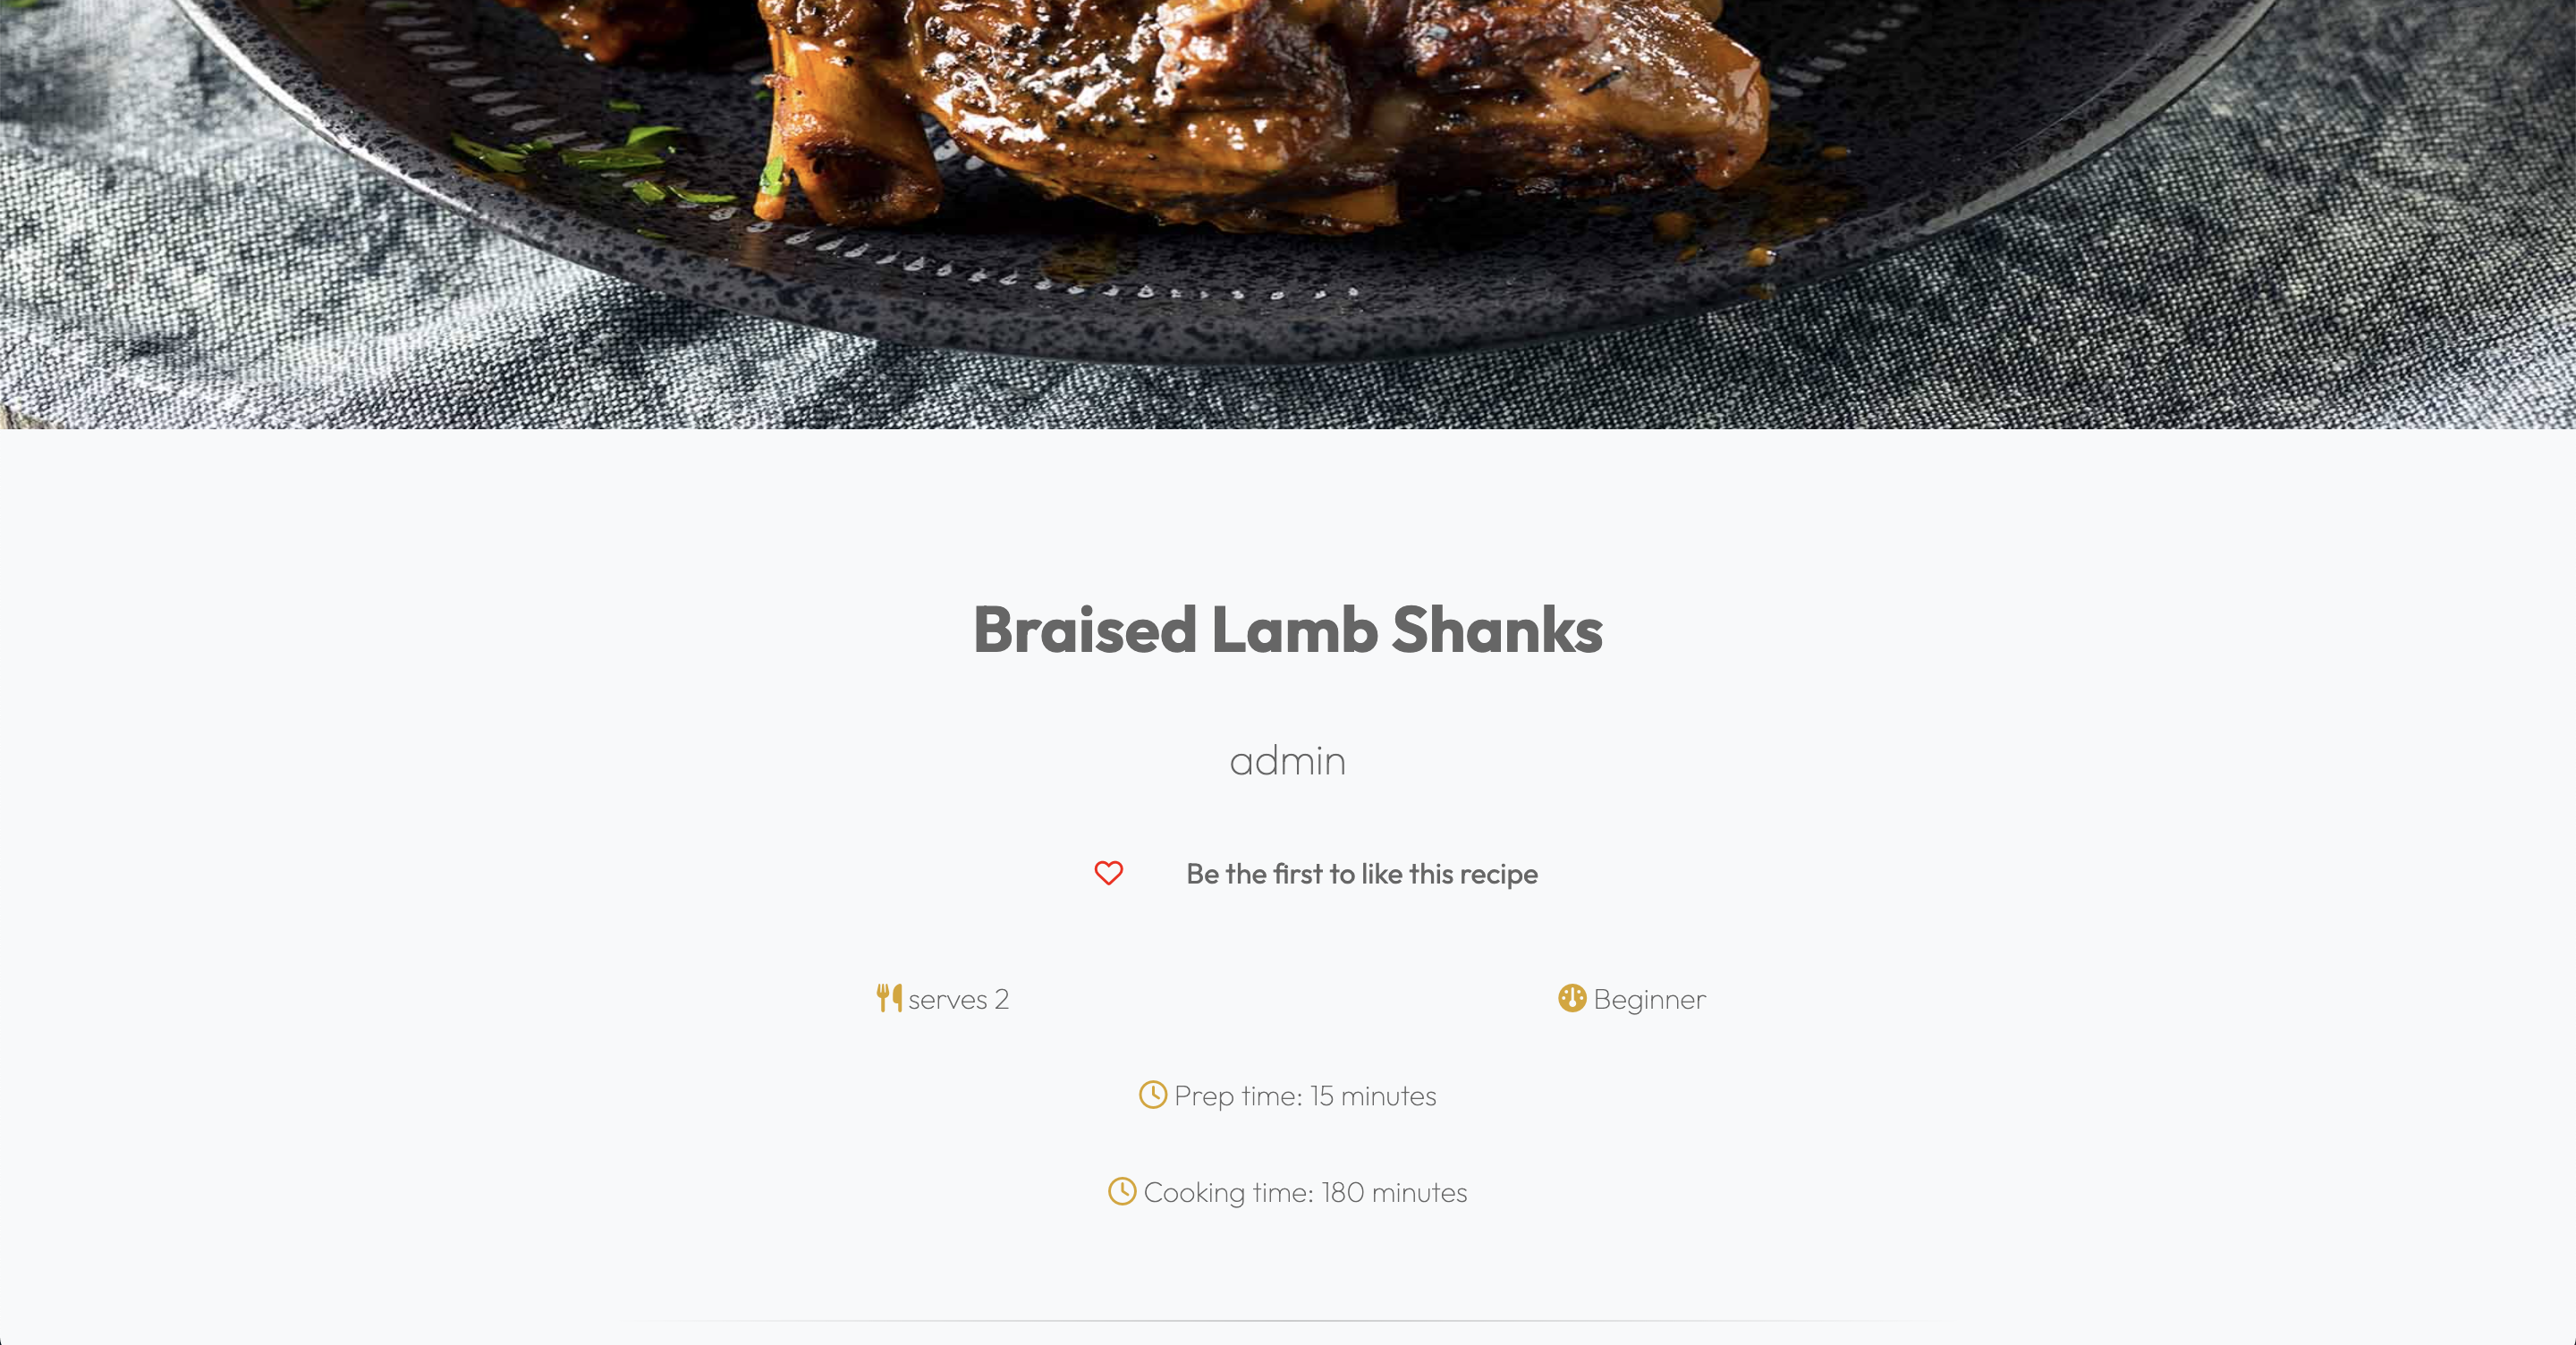 Braised Lamb Shanks
admin
Be the first to like this recipe
serves 2
Beginner
Prep time: 15 minutes
Cooking time: 180 minutes